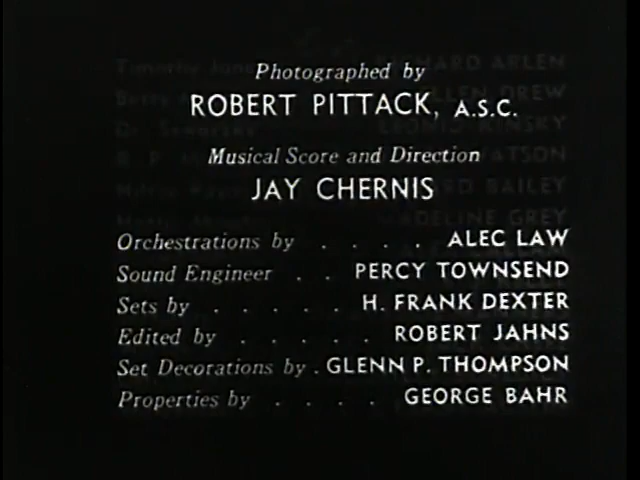 Photographed by
ROBERT PITTACK, A.S.C.
Musical Score and Direction
JAY CHERNIS
Orchestrations by . . . . ALEC LAW
Sound Engineer . . PERCY TOWNSEND
Sets by . . . . . H. FRANK DEXTER
Edited by . . . . . ROBERT JAHNS
Set Decorations by . GLENN P. THOMPSON
Properties by . . . . GEORGE BAHR